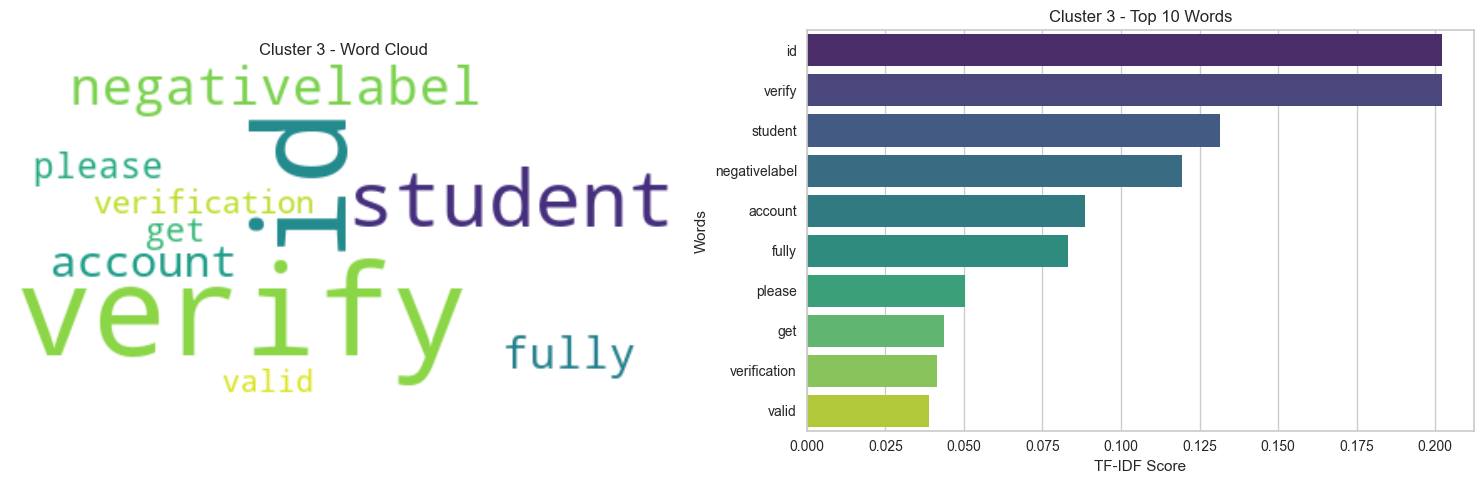 Cluster 3 - Word Cloud
negativelabel
id
please
student
verification
get
account
verify
fully
valid
Cluster 3 - Top 10 Words
Words
id
verify
student
negativelabel
account
fully
please
get
verification
valid
0.000 0.025 0.050 0.075 0.100 0.125 0.150 0.175 0.200
TF-IDF Score